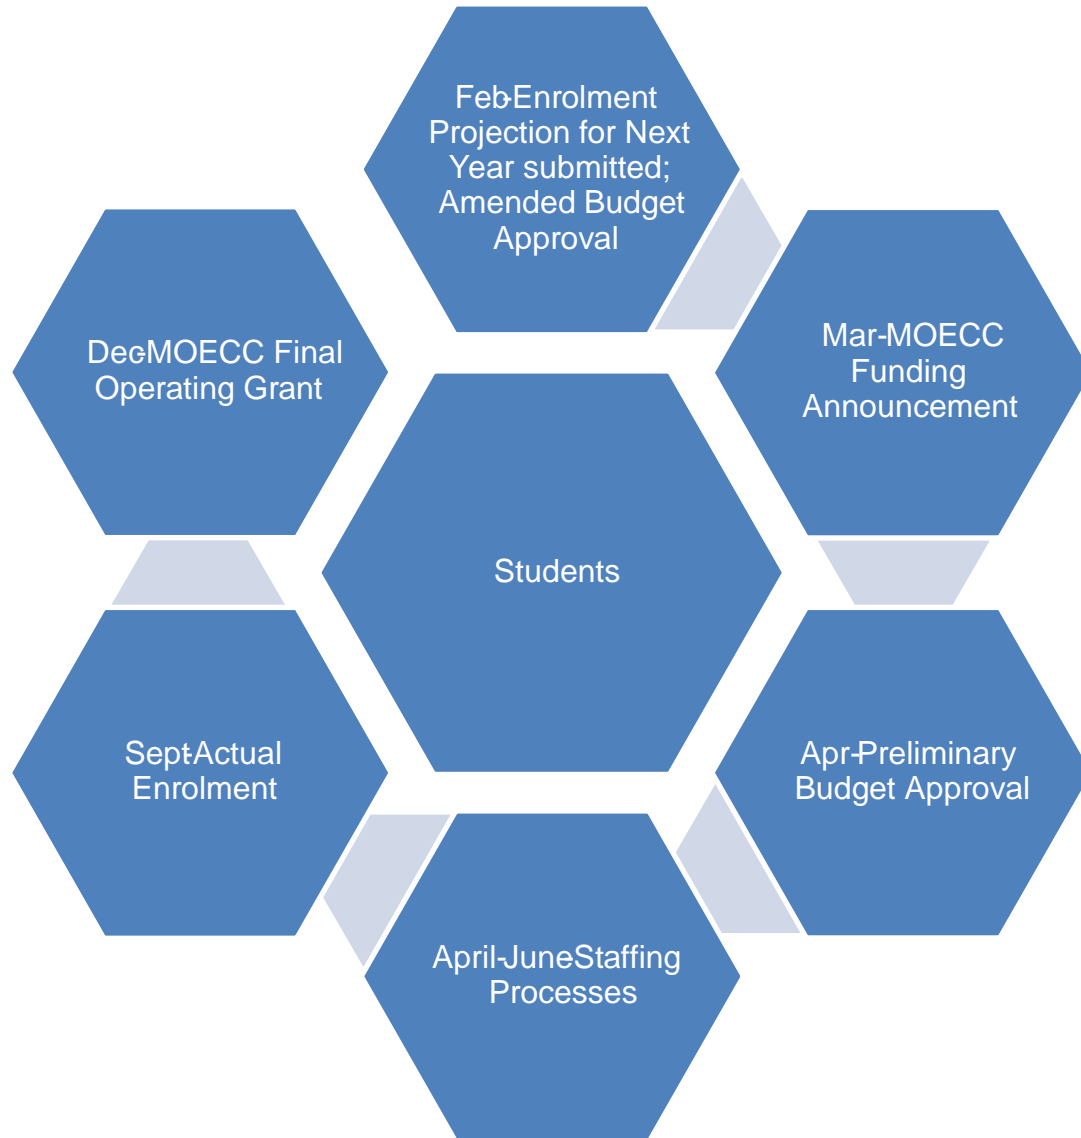 Feb-Enrolment
Projection for Next
Year submitted;
Amended Budget
Approval
Mar-MOECC
Funding
Announcement
Apr-Preliminary
Budget Approval
April-June-Staffing
Processes
Sept-Actual
Enrolment
Dec-MOECC Final
Operating Grant
Students